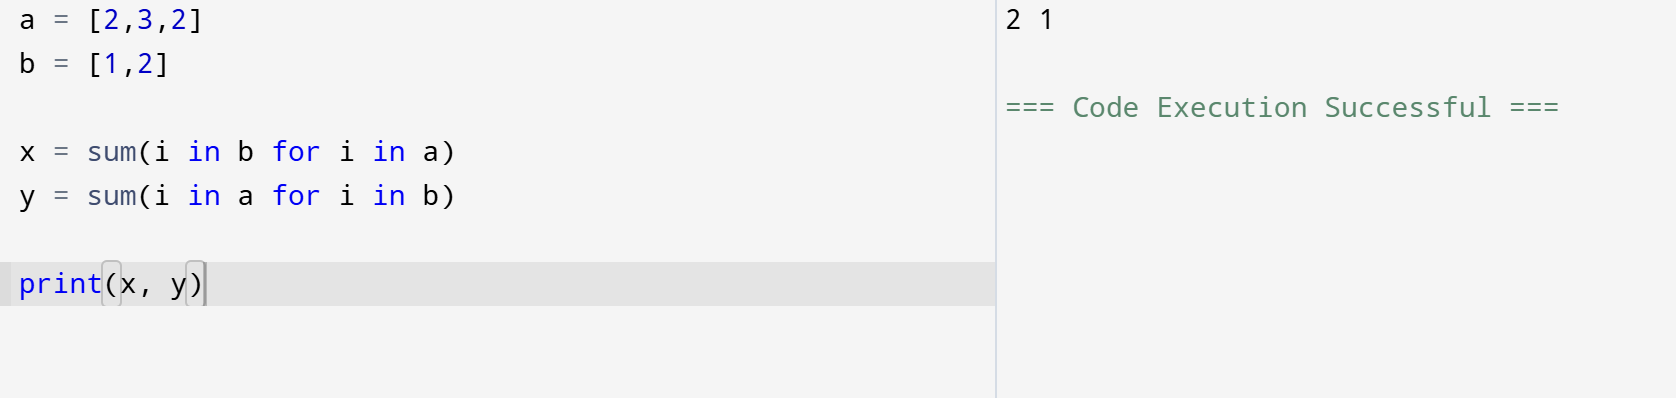 a = [2,3,2]
b = [1,2]
x = sum(i in b for i in a)
y = sum(i in a for i in b)
print(x, y)
2 1
=== Code Execution Successful ===